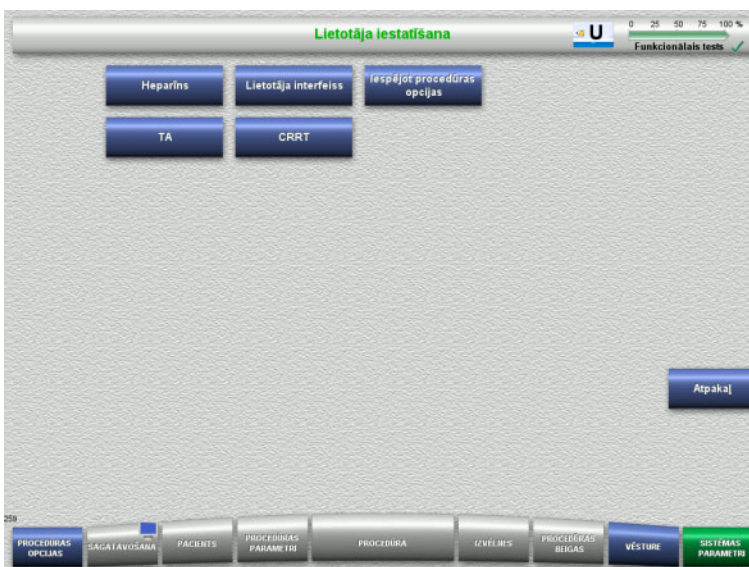 Lietotāja iestatīšana
U
0 25 50 75 100 %
Funkcionālais tests
Heparīns
Lietotāja interfeiss
Iespējot procedūras
opcijas
TA
CRRT
Atpakaļ
259
PROCEDŪRAS
OPCIJAS
SAGATAVOŠANA
PACIENTS
PROCEDŪRAS
PARAMETRI
PROCEDŪRA
IZVĒLNES
PROCEDŪRAS
BEIGAS
VĒSTURE
SISTĒMAS
PARAMETRI